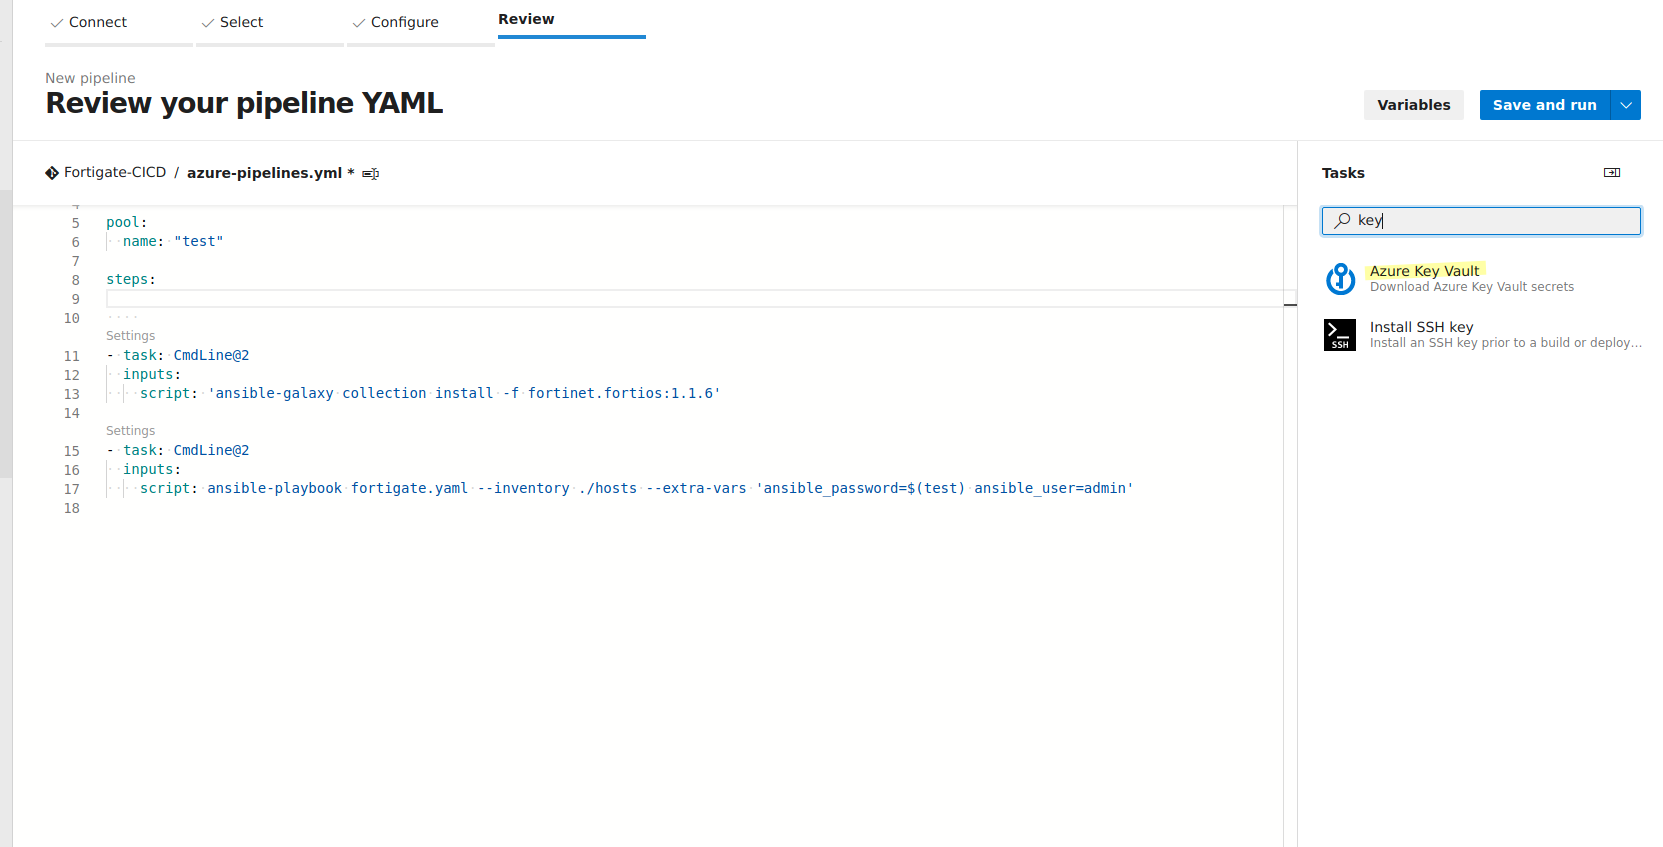 Connect
Select
Configure
Review
New pipeline
Review your pipeline YAML
Variables
Save and run
Fortigate-CICD / azure-pipelines.yml *
5 pool:
6 name: "test"
7
8 steps:
9
10
Settings
11 - task: CmdLine@2
12 inputs:
13 script: 'ansible-galaxy collection install -f fortinet.fortios:1.1.6'
14
Settings
15 - task: CmdLine@2
16 inputs:
17 script: ansible-playbook fortigate.yaml --inventory ./hosts --extra-vars 'ansible_password=$(test) ansible_user=admin'
18
Tasks
key
Azure Key Vault
Download Azure Key Vault secrets
>_ SSH
Install SSH key
Install an SSH key prior to a build or deploy...